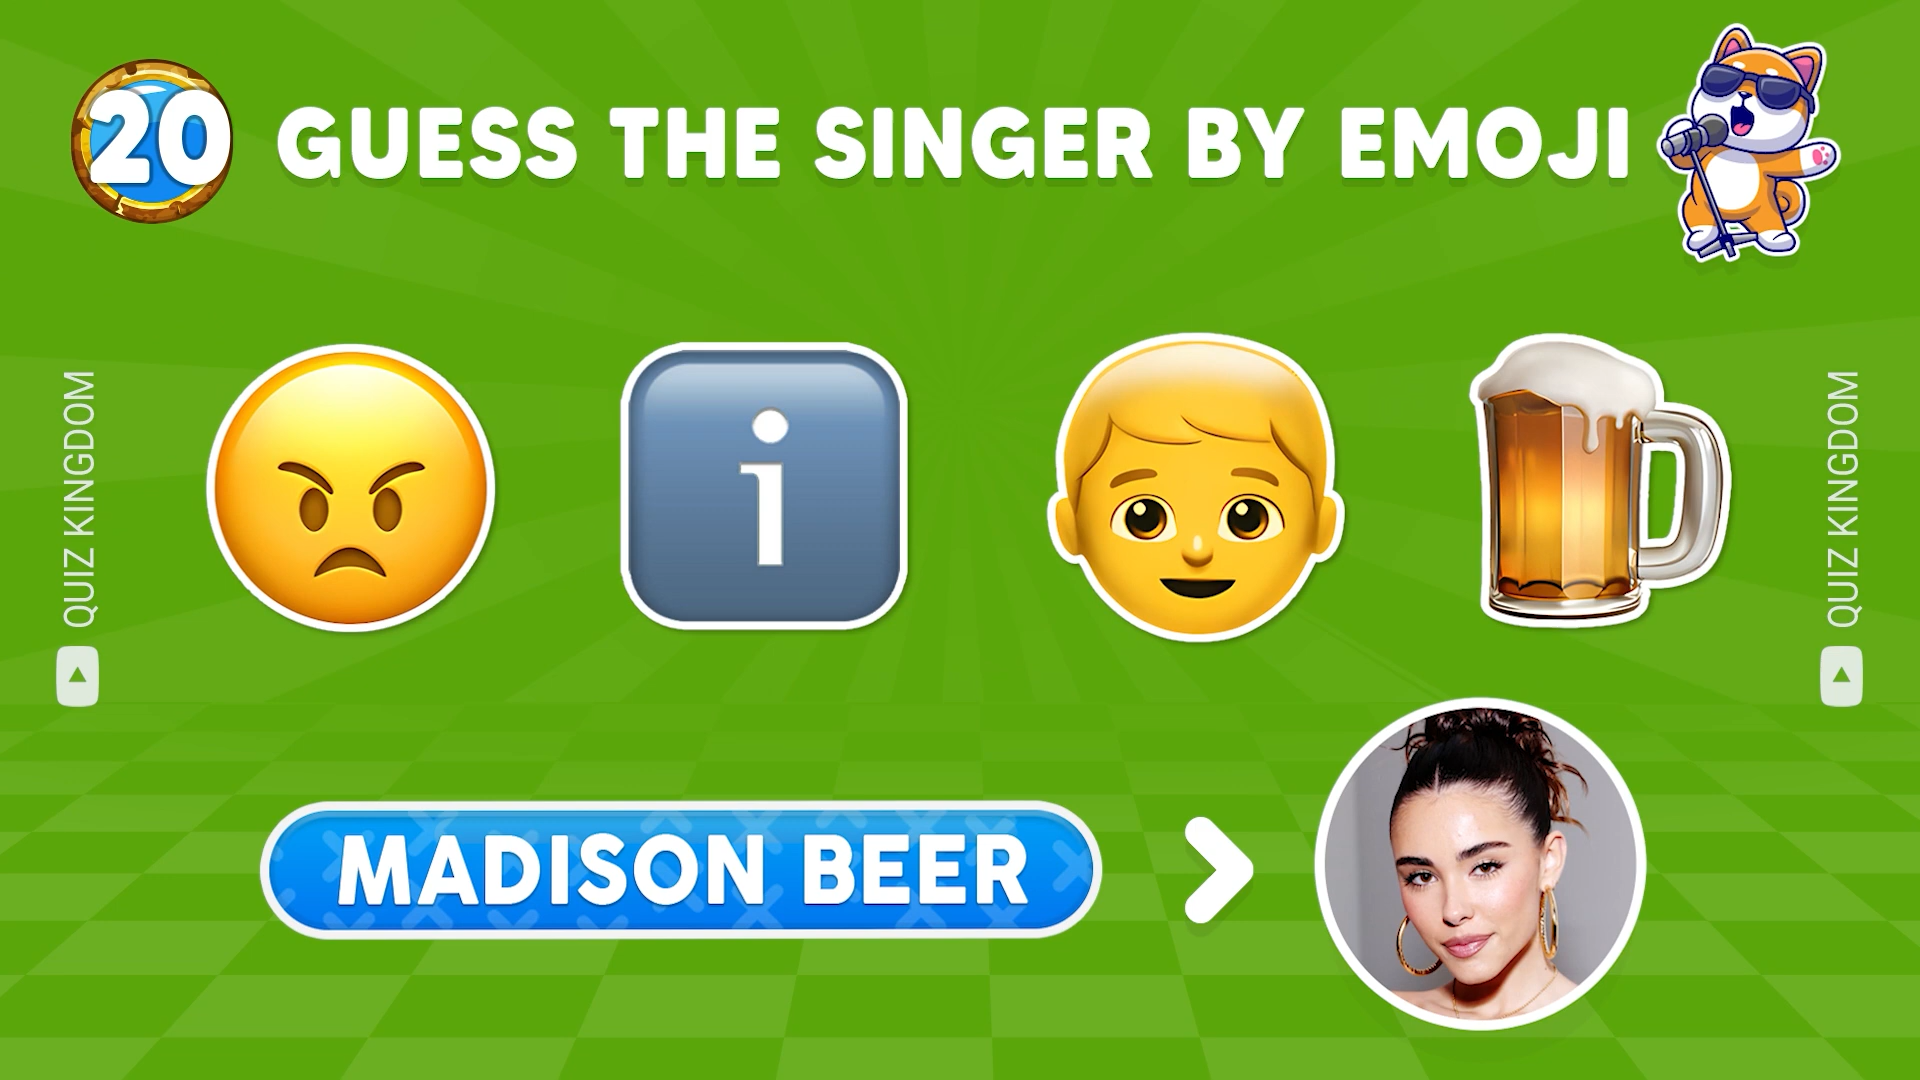 20
GUESS THE SINGER BY EMOJI
QUIZ KINGDOM
i
QUIZ KINGDOM
MADISON BEER